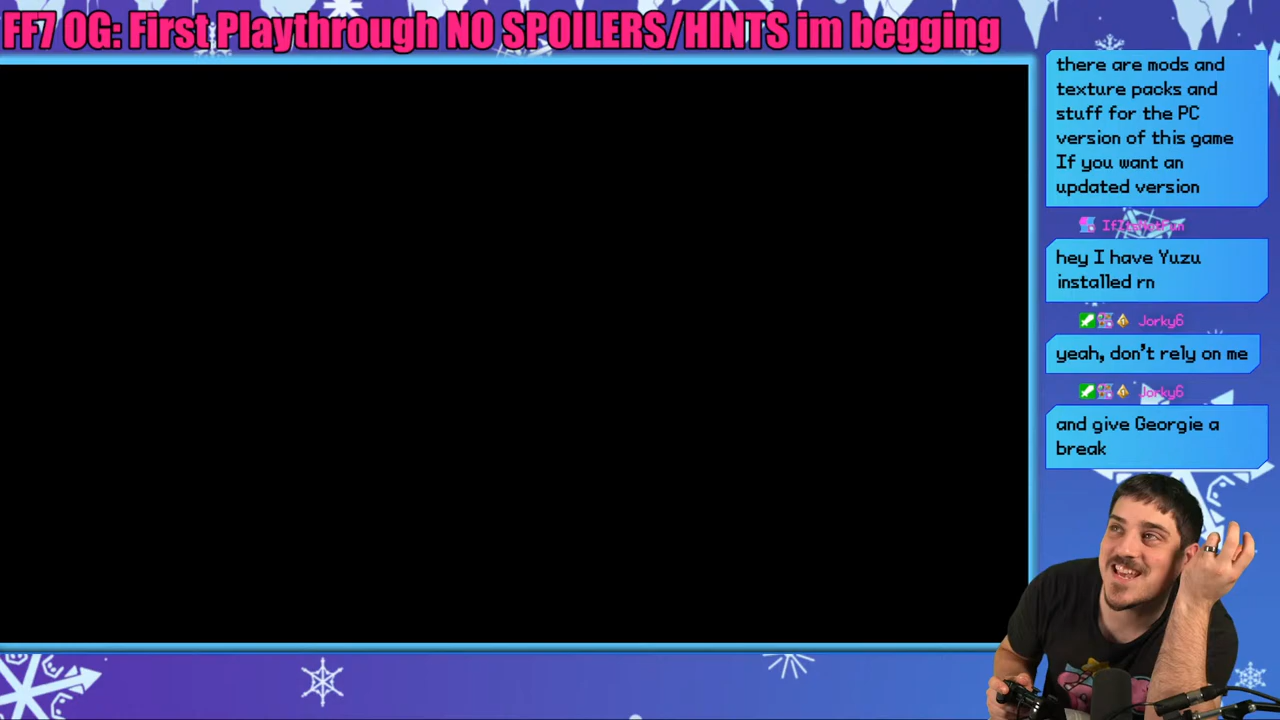 FF7 OG: First Playthrough NO SPOILERS/HINTS im begging
there are mods and
texture packs and
stuff for the PC
version of this game
If you want an
updated version
IfItsNotFun
hey I have Yuzu
installed rn
Jorky6
yeah, don't rely on me
Jorky6
and give Georgie a
break